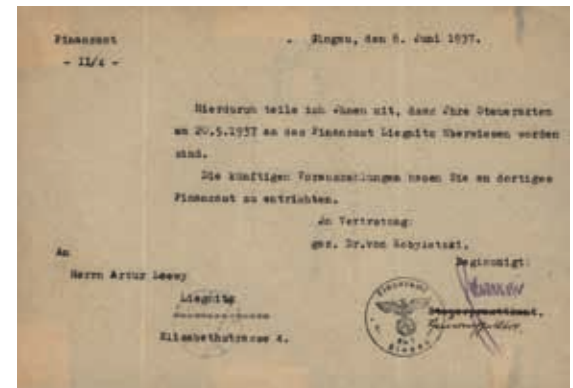 Finanzamt
- II/4 -
Singen, den 8. Juni 1937.
Hierdurch teile ich Ihnen mit, dass Ihre Steuerakten
am 20.5.1937 an das Finanzamt Liegnitz überwiesen worden
sind.
Die künftigen Vorauszahlungen haben Sie an dortiges
Finanzamt zu entrichten.
In Vertretung:
gez. Dr.von
Beglaubigt:
An
Herrn Artur Loewy
Liegnitz
Elisabethstrasse 4.
Finanzamt